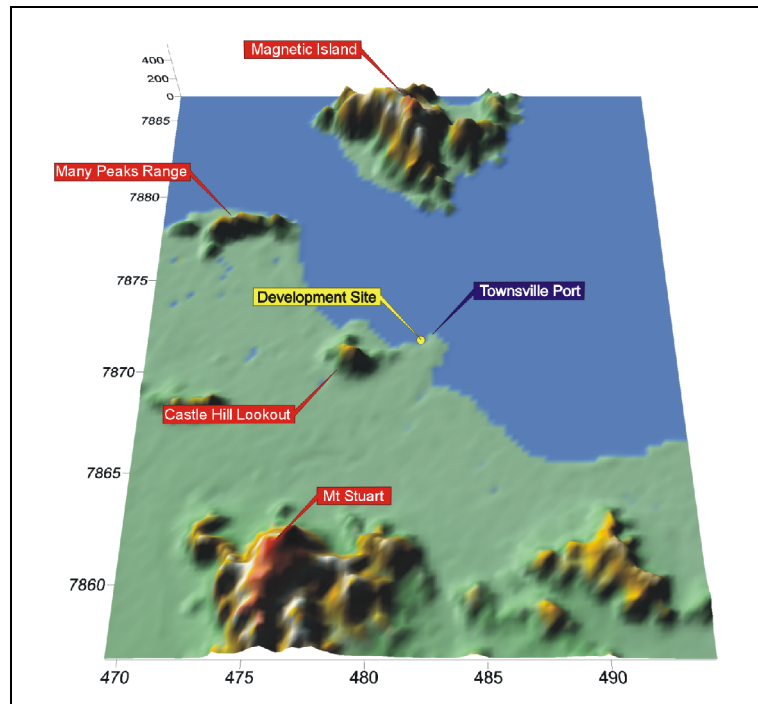 Magnetic Island
400
200
0
7885
Many Peaks Range
7880
7875
Development Site
Townsville Port
7870
Castle Hill Lookout
7865
Mt Stuart
7860
470 475 480 485 490